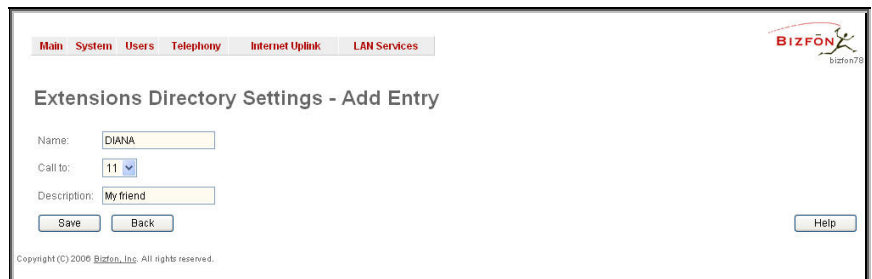 Main System Users Telephony Internet Uplink LAN Services
BIZFŌN
bizfon78
Extensions Directory Settings - Add Entry
Name: DIANA
Call to: 11
Description: My friend
Save Back Help
Copyright (C) 2006 Bizfon, Inc. All rights reserved.